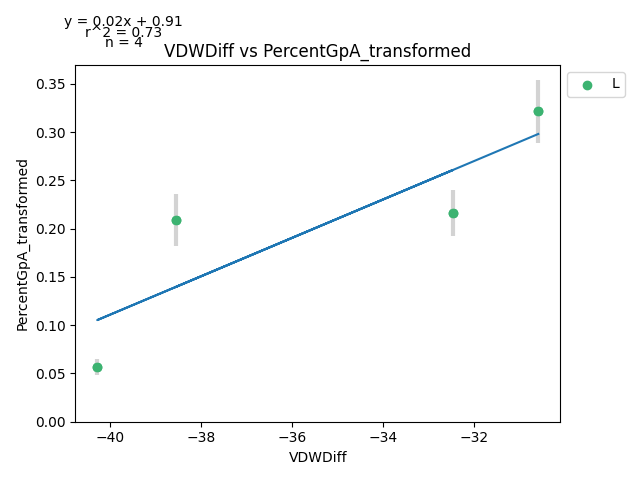 y = 0.02x + 0.91
r^2 = 0.73
n = 4
VDWDiff vs PercentGpA_transformed
L
PercentGpA_transformed
0.35
0.30
0.25
0.20
0.15
0.10
0.05
0.00
−40 −38 −36 −34 −32
VDWDiff